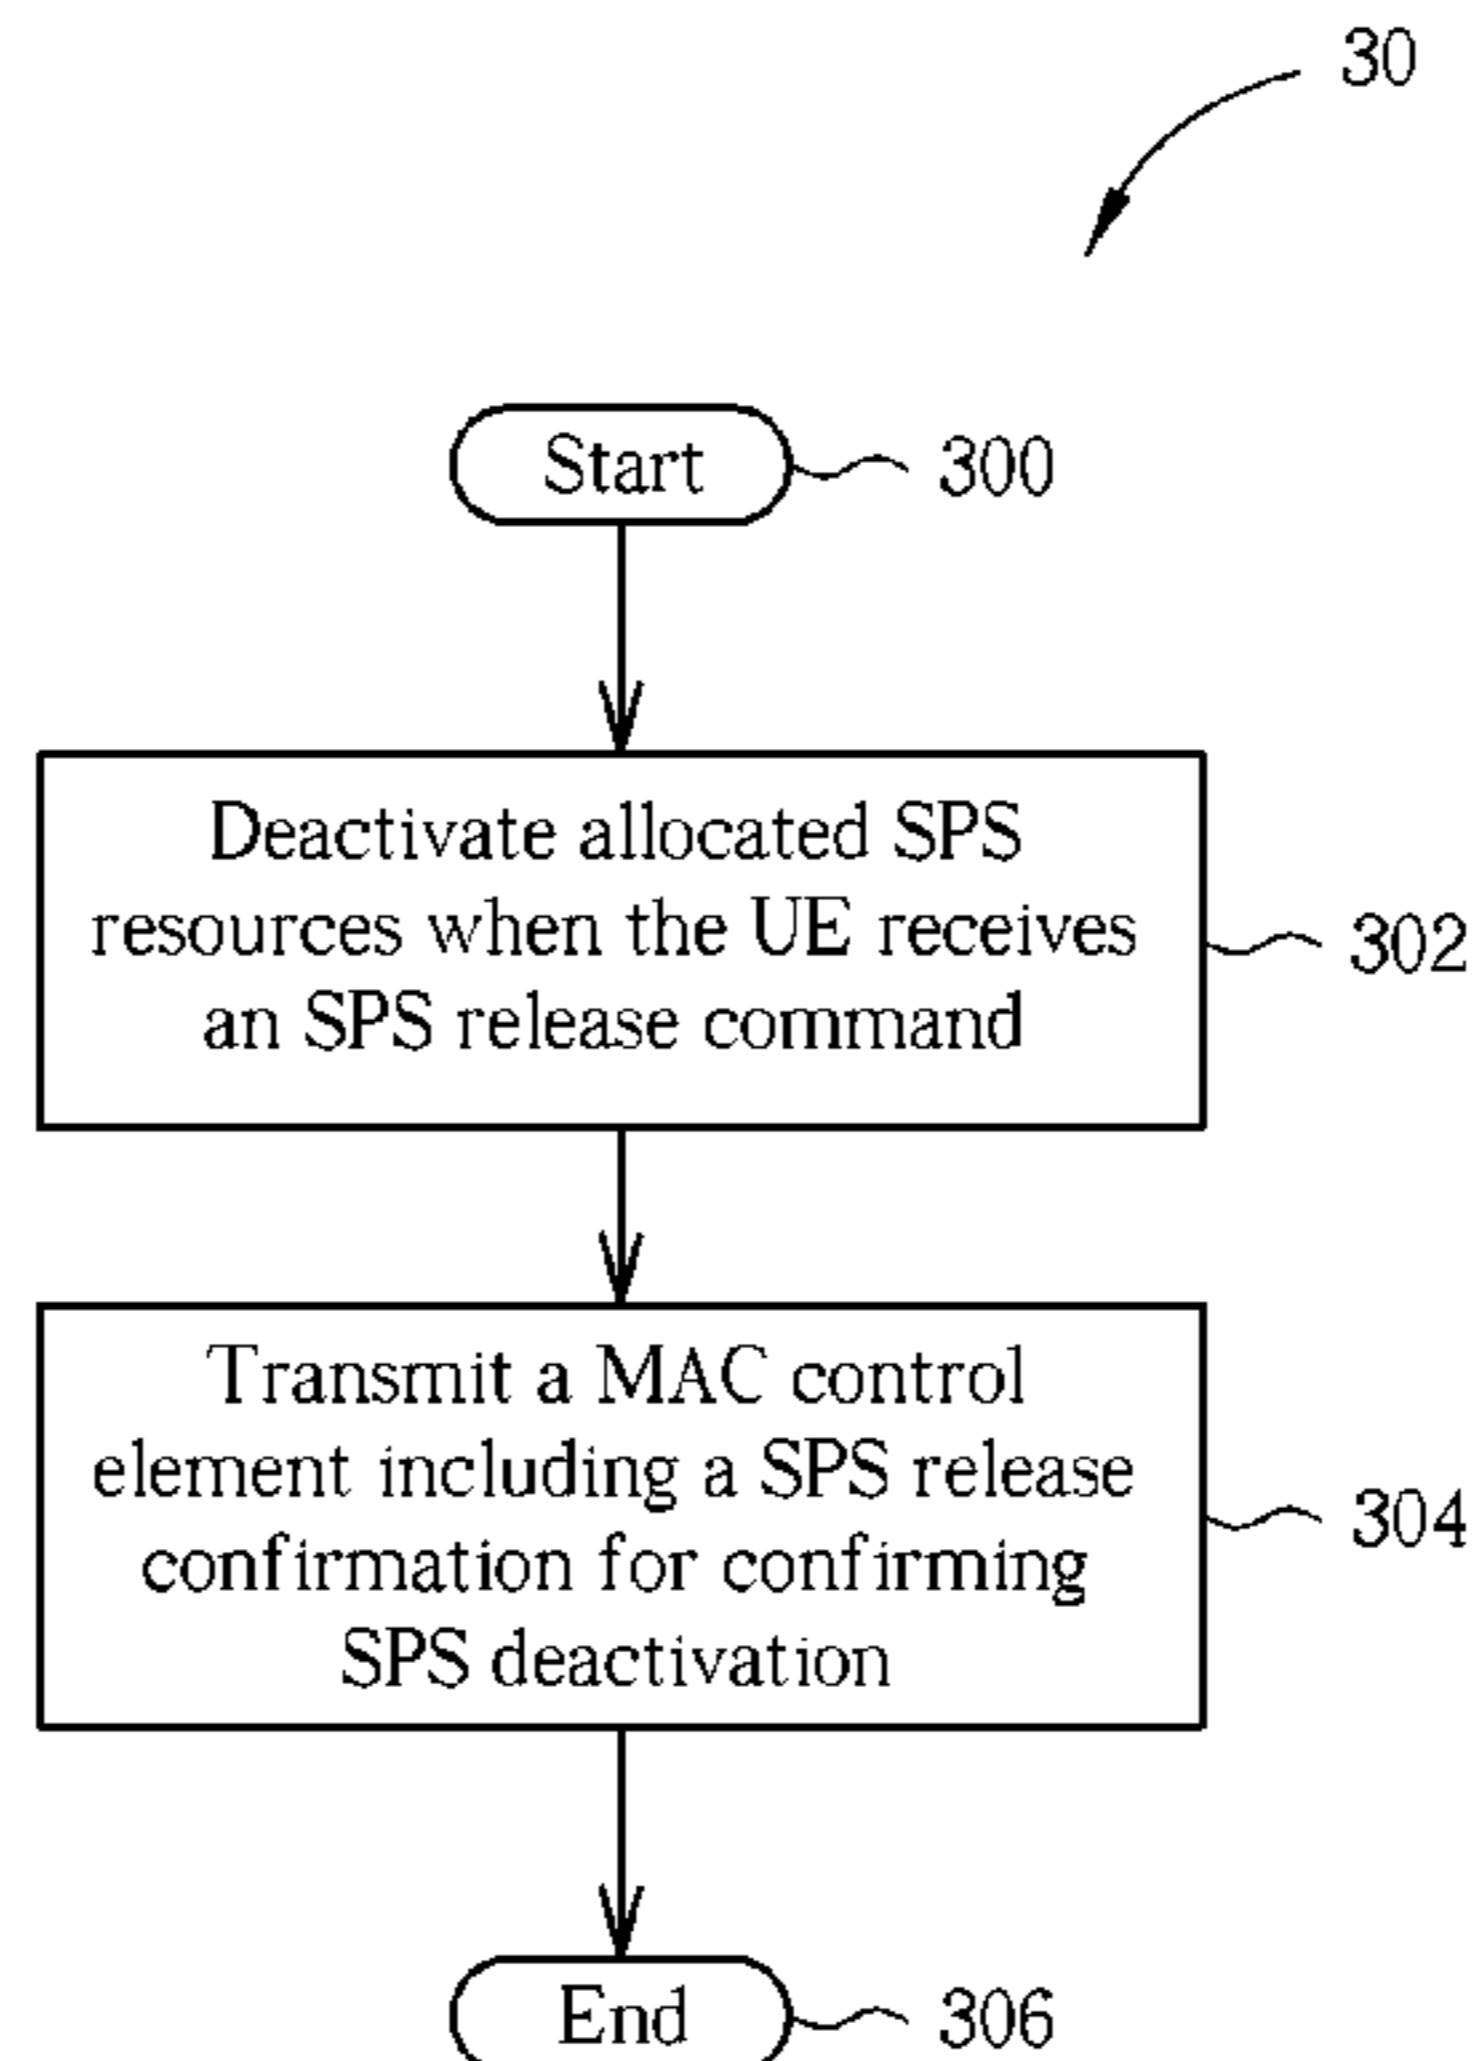 30
Start
300
Deactivate allocated SPS
resources when the UE receives
an SPS release command
302
Transmit a MAC control
element including a SPS release
confirmation for confirming
SPS deactivation
304
End
306